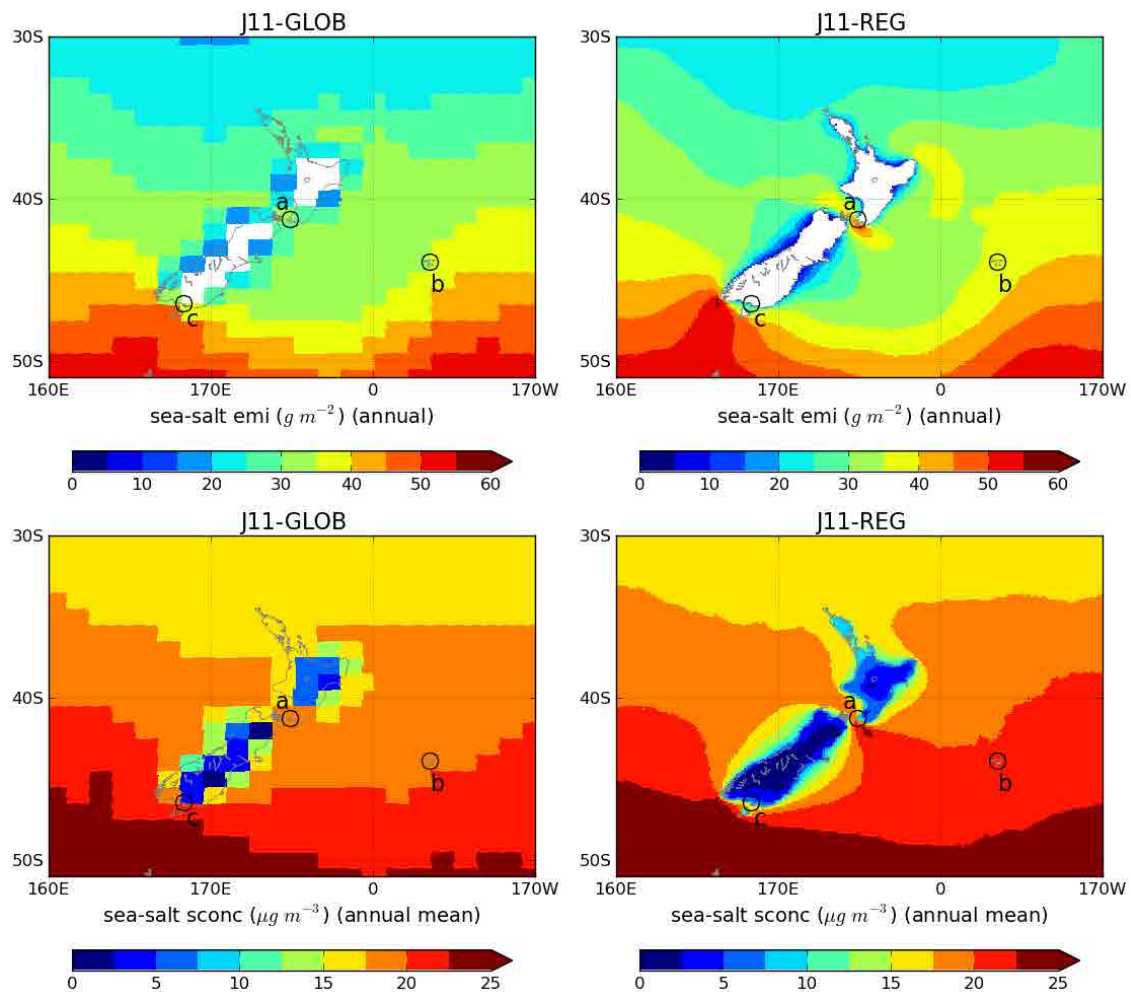 J11-GLOB
30S
40S
50S
a
b
c
160E 170E 0 170W
sea-salt emi (g m⁻²) (annual)
0 10 20 30 40 50 60
J11-REG
30S
40S
50S
a
b
c
160E 170E 0 170W
sea-salt emi (g m⁻²) (annual)
0 10 20 30 40 50 60
J11-GLOB
30S
40S
50S
a
b
c
160E 170E 0 170W
sea-salt sconc (μg m⁻³) (annual mean)
0 5 10 15 20 25
J11-REG
30S
40S
50S
a
b
c
160E 170E 0 170W
sea-salt sconc (μg m⁻³) (annual mean)
0 5 10 15 20 25